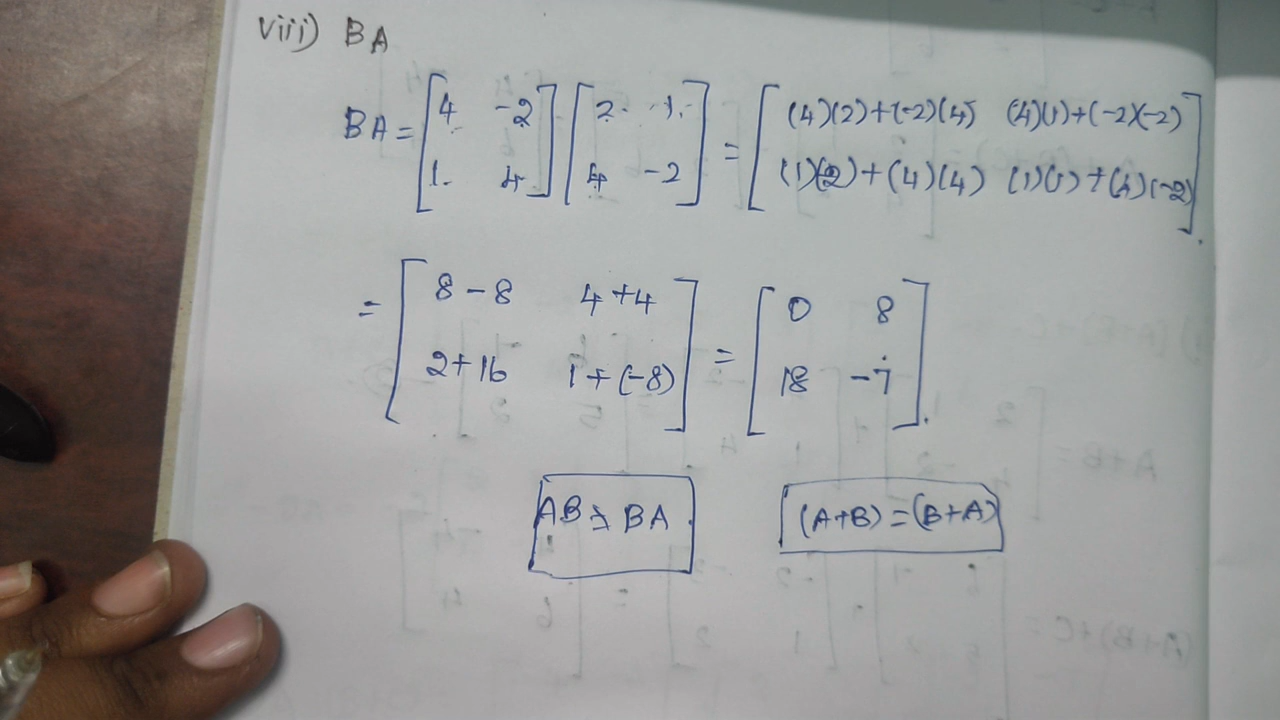 viii) BA
BA = [4 -2 [2 1 = [(4)(2)+(-2)(4) (4)(1)+(-2)(-2)
1 4] 4 -2] (1)(2)+(4)(4) (1)(1)+(4)(-2)].
= [8-8 4+4 = [0 8
2+16 1+(-8)] 18 -7].
AB ≠ BA (A+B) = (B+A)